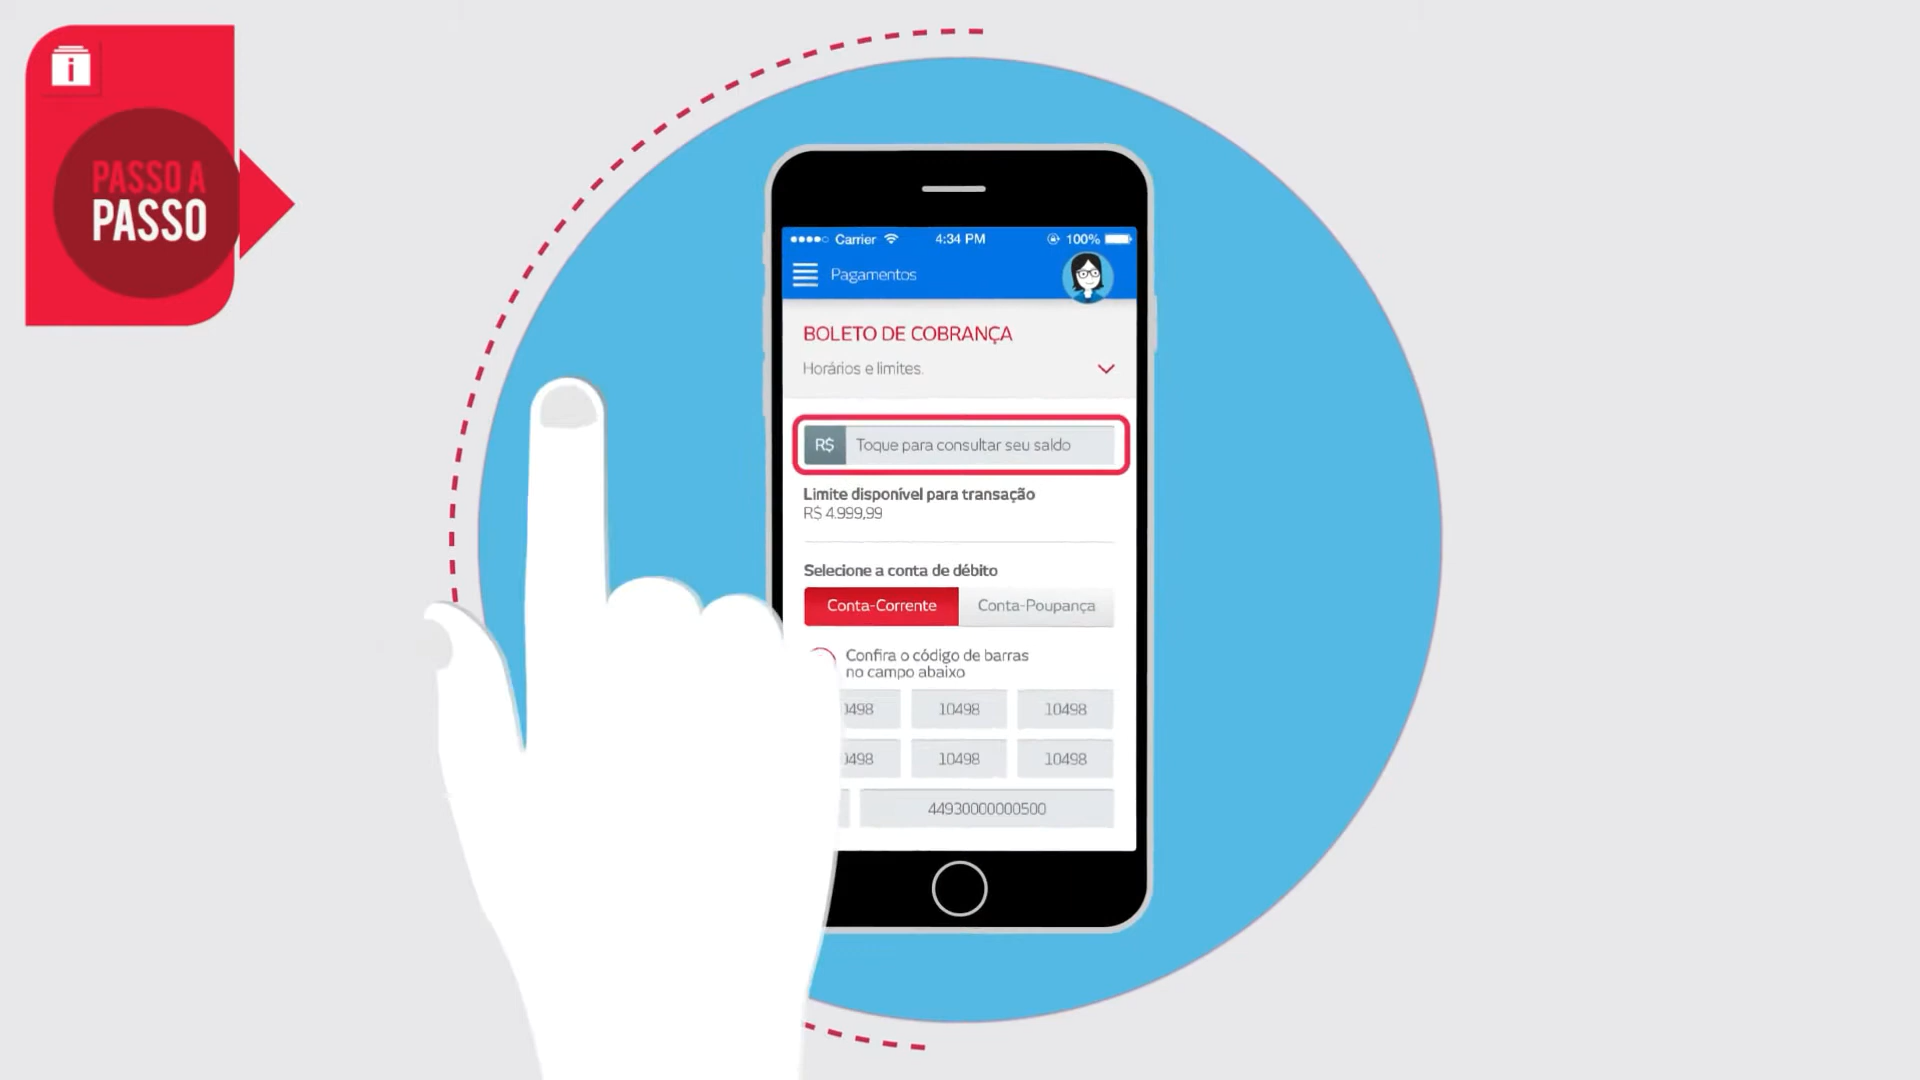 i
PASSO A
PASSO
Carrier 4:34 PM 100%
Pagamentos
BOLETO DE COBRANÇA
Horários e limites.
R$ Toque para consultar seu saldo
Limite disponível para transação
R$ 4.999,99
Selecione a conta de débito
Conta-Corrente Conta-Poupança
Confira o código de barras
no campo abaixo
0498 10498 10498
0498 10498 10498
44930000000500